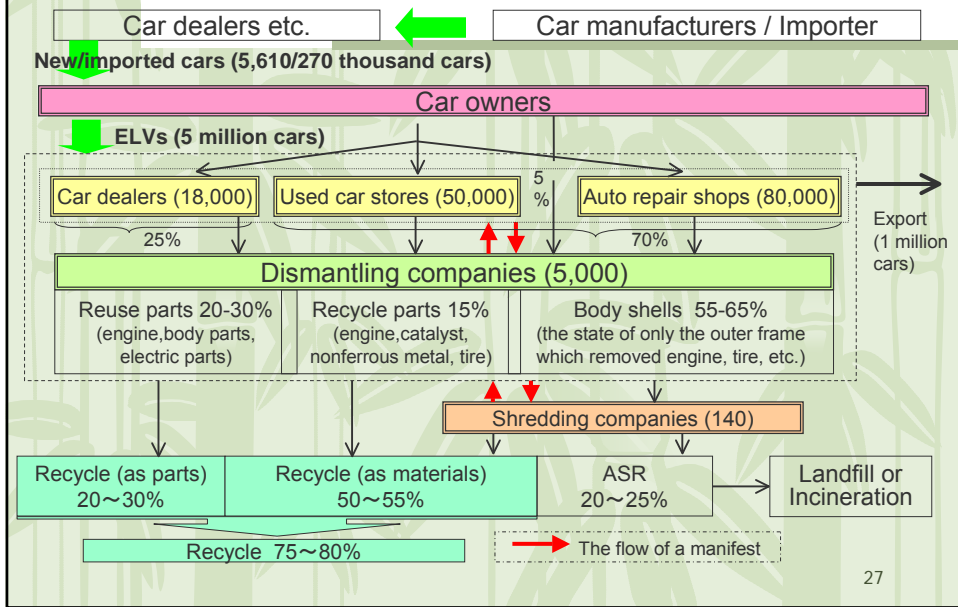 Car dealers etc.
Car manufacturers / Importer
New/imported cars (5,610/270 thousand cars)
Car owners
ELVs (5 million cars)
5
%
Car dealers (18,000)
Used car stores (50,000)
Auto repair shops (80,000)
Export
(1 million
cars)
25%
70%
Dismantling companies (5,000)
Reuse parts 20-30%
(engine,body parts,
electric parts)
Recycle parts 15%
(engine,catalyst,
nonferrous metal, tire)
Body shells 55-65%
(the state of only the outer frame
which removed engine, tire, etc.)
Shredding companies (140)
Recycle (as parts)
20～30%
Recycle (as materials)
50～55%
ASR
20～25%
Landfill or
Incineration
Recycle 75～80%
The flow of a manifest
27